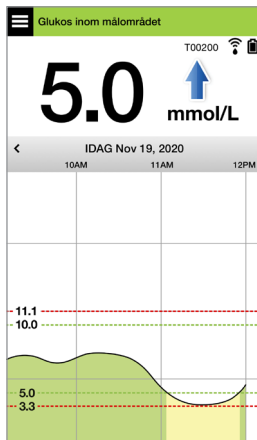 Glukos inom målområdet
T00200
5.0
mmol/L
IDAG Nov 19, 2020
10AM 11AM 12PM
11.1
10.0
5.0
3.3